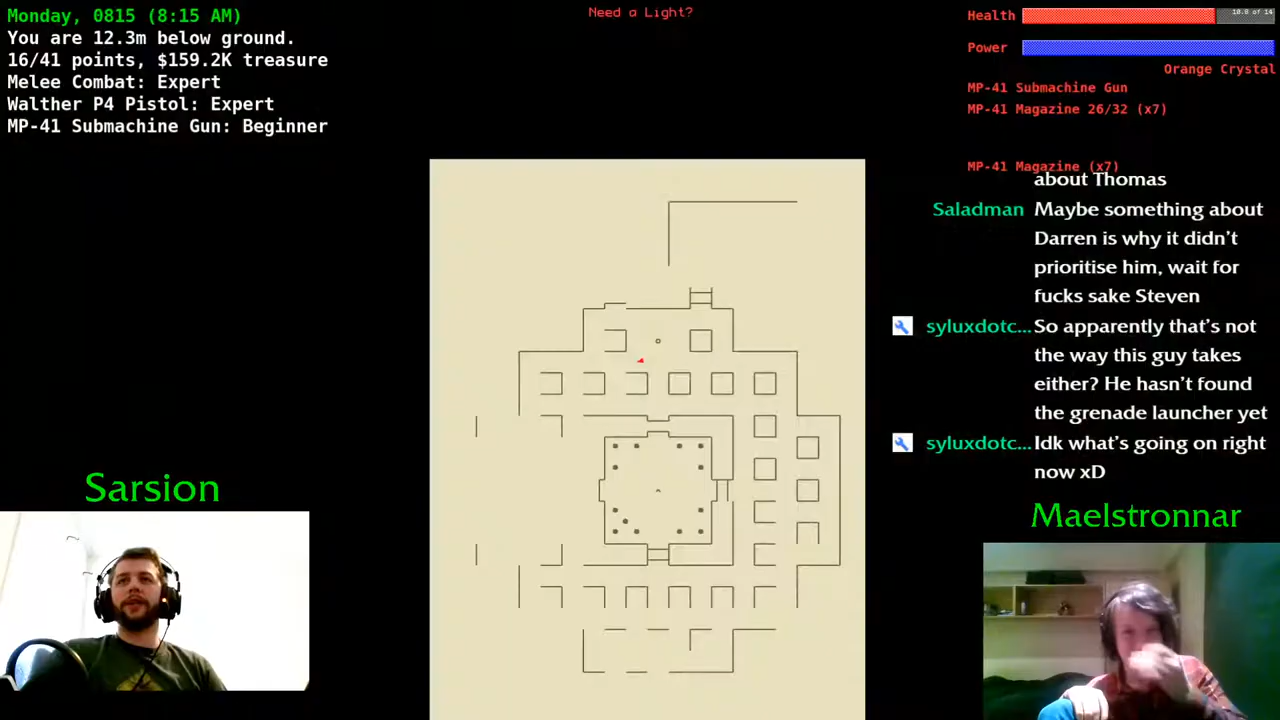 Monday, 0815 (8:15 AM)
You are 12.3m below ground.
16/41 points, $159.2K treasure
Melee Combat: Expert
Walther P4 Pistol: Expert
MP-41 Submachine Gun: Beginner
Need a Light?
Health
10.0 of 14
Power
Orange Crystal
MP-41 Submachine Gun
MP-41 Magazine 26/32 (x7)
MP-41 Magazine (x7)
about Thomas
Saladman Maybe something about
Darren is why it didn't
prioritise him, wait for
fucks sake Steven
syluxdotc... So apparently that's not
the way this guy takes
either? He hasn't found
the grenade launcher yet
syluxdotc... Idk what's going on right
now xD
Sarsion
Maelstronnar